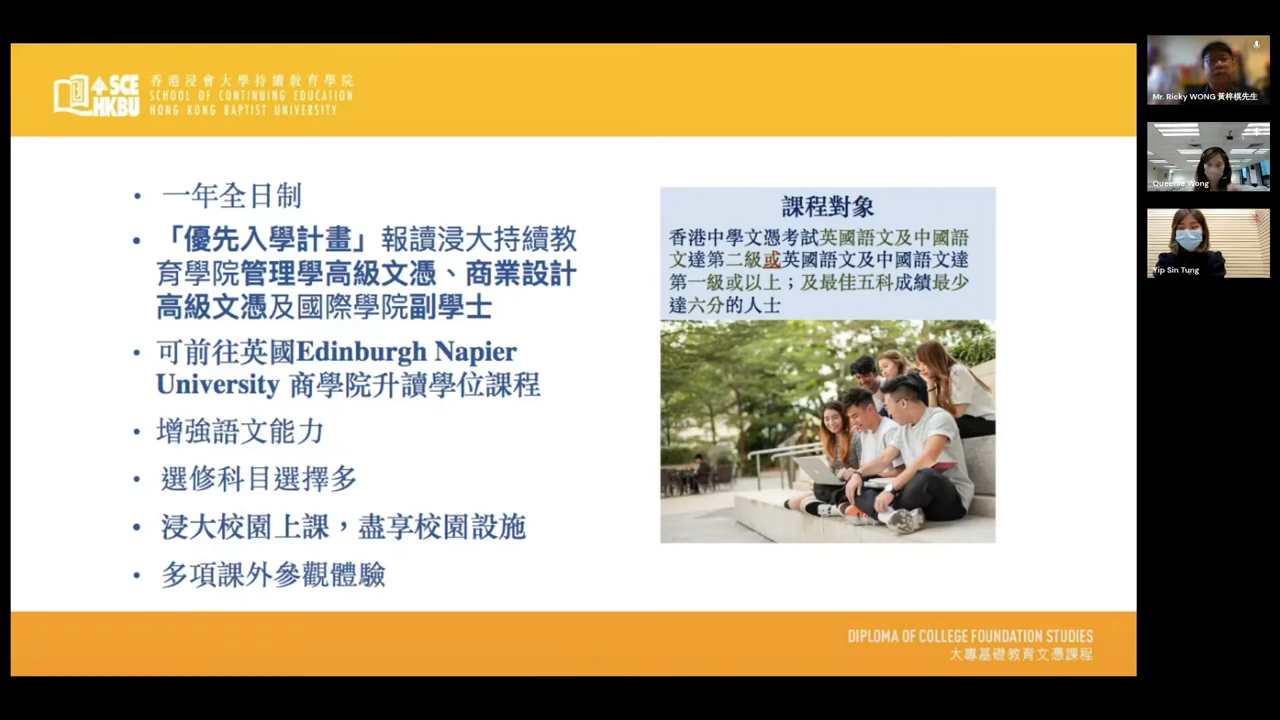 SCE
HKBU
香港浸會大學持續教育學院
SCHOOL OF CONTINUING EDUCATION
HONG KONG BAPTIST UNIVERSITY
• 一年全日制
• 「優先入學計畫」報讀浸大持續教
育學院管理學高級文憑、商業設計
高級文憑及國際學院副學士
• 可前往英國Edinburgh Napier
University 商學院升讀學位課程
• 增強語文能力
• 選修科目選擇多
• 浸大校園上課，盡享校園設施
• 多項課外參觀體驗
課程對象
香港中學文憑考試英國語文及中國語
文達第二級或英國語文及中國語文達
第一級或以上；及最佳五科成績最少
達六分的人士
DIPLOMA OF COLLEGE FOUNDATION STUDIES
大專基礎教育文憑課程
Mr. Ricky WONG 黃梓棋先生
Queenie Wong
Yip Sin Tung